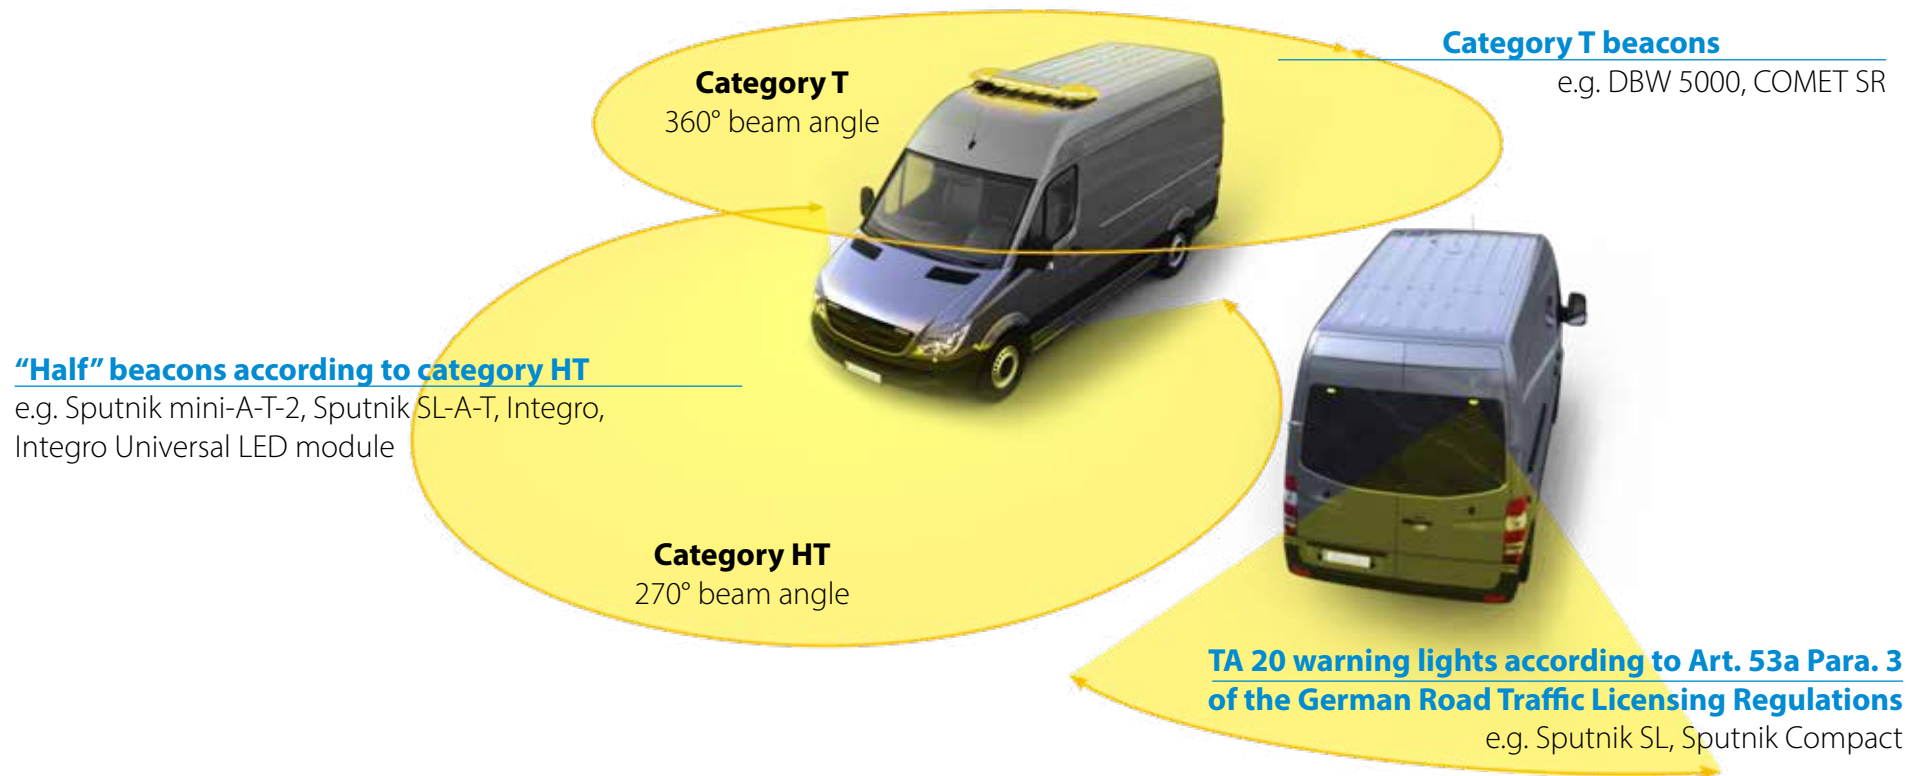 Category T beacons
e.g. DBW 5000, COMET SR
Category T
360° beam angle
“Half” beacons according to category HT
e.g. Sputnik mini-A-T-2, Sputnik SL-A-T, Integro,
Integro Universal LED module
Category HT
270° beam angle
TA 20 warning lights according to Art. 53a Para. 3
of the German Road Traffic Licensing Regulations
e.g. Sputnik SL, Sputnik Compact